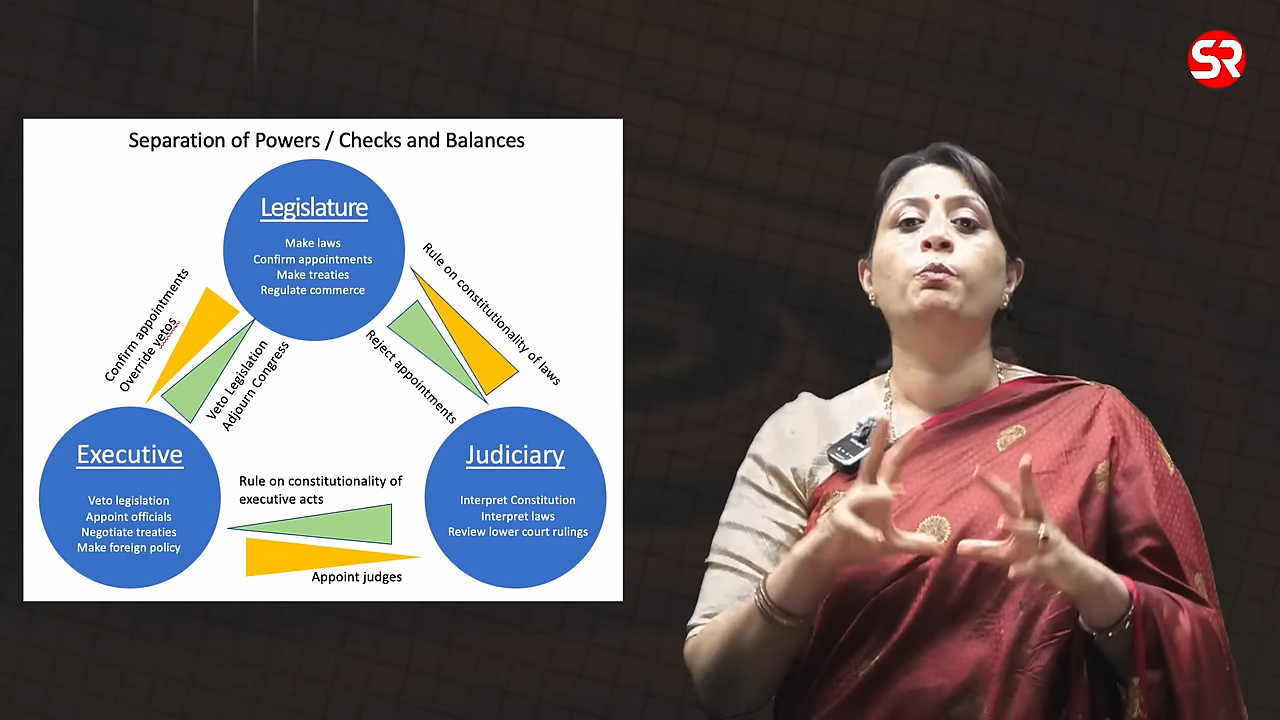 SR
Separation of Powers / Checks and Balances
Legislature
Make laws
Confirm appointments
Make treaties
Regulate commerce
Confirm appointments
Override vetos
Veto Legislation
Adjourn Congress
Reject appointments
Rule on constitutionality of laws
Executive
Veto legislation
Appoint officials
Negotiate treaties
Make foreign policy
Rule on constitutionality of
executive acts
Appoint judges
Judiciary
Interpret Constitution
Interpret laws
Review lower court rulings